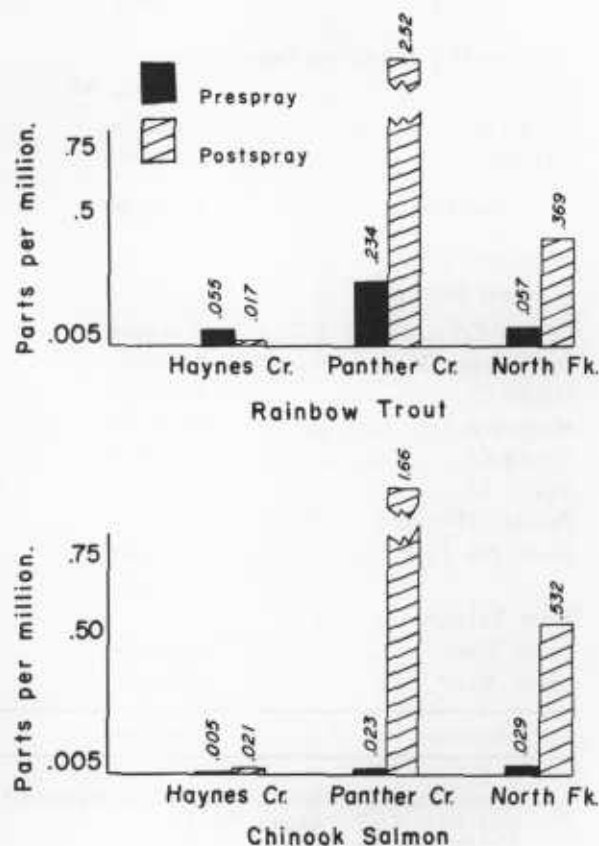 2.52
Prespray
Postspray
Parts per million.
.75
.5
.005
.055
.017
.234
.057
.369
Haynes Cr. Panther Cr. North Fk.
Rainbow Trout
1.66
Parts per million.
.75
.50
.005
.005
.021
.023
.029
.532
Haynes Cr. Panther Cr. North Fk.
Chinook Salmon